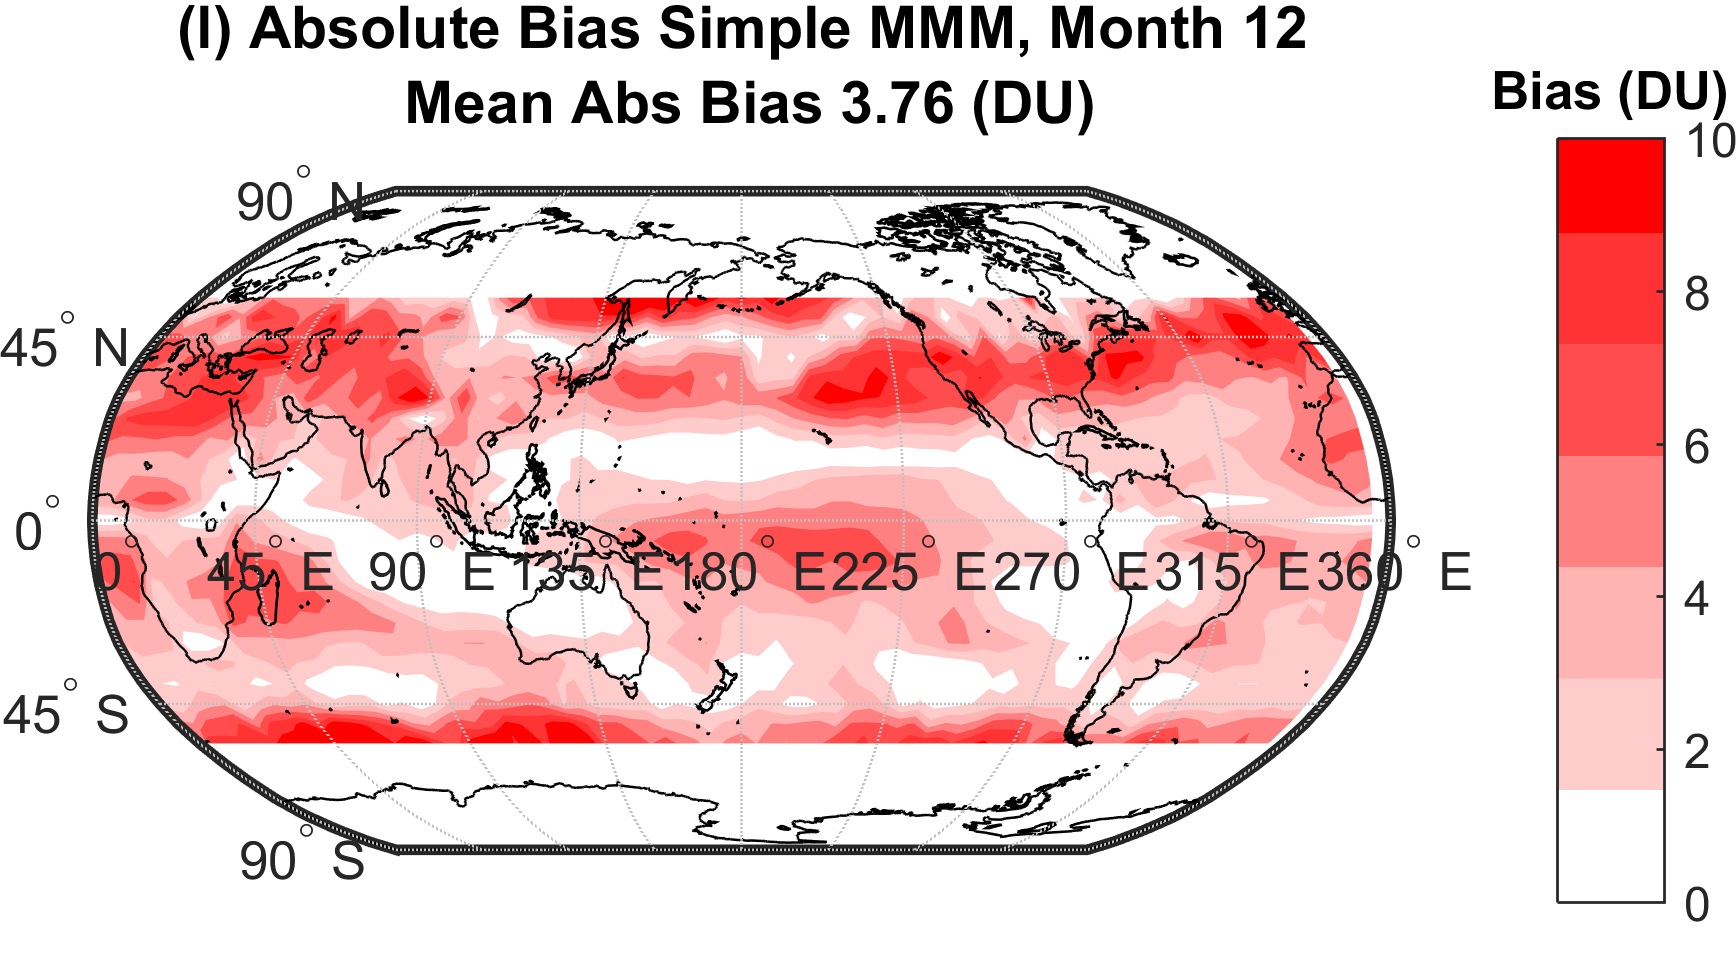 (l) Absolute Bias Simple MMM, Month 12
Mean Abs Bias 3.76 (DU)
Bias (DU)
10
8
6
4
2
0
90° N
45° N
0°
0° 45° E 90° E 135° E 180° E 225° E 270° E 315° E 360° E
45° S
90° S